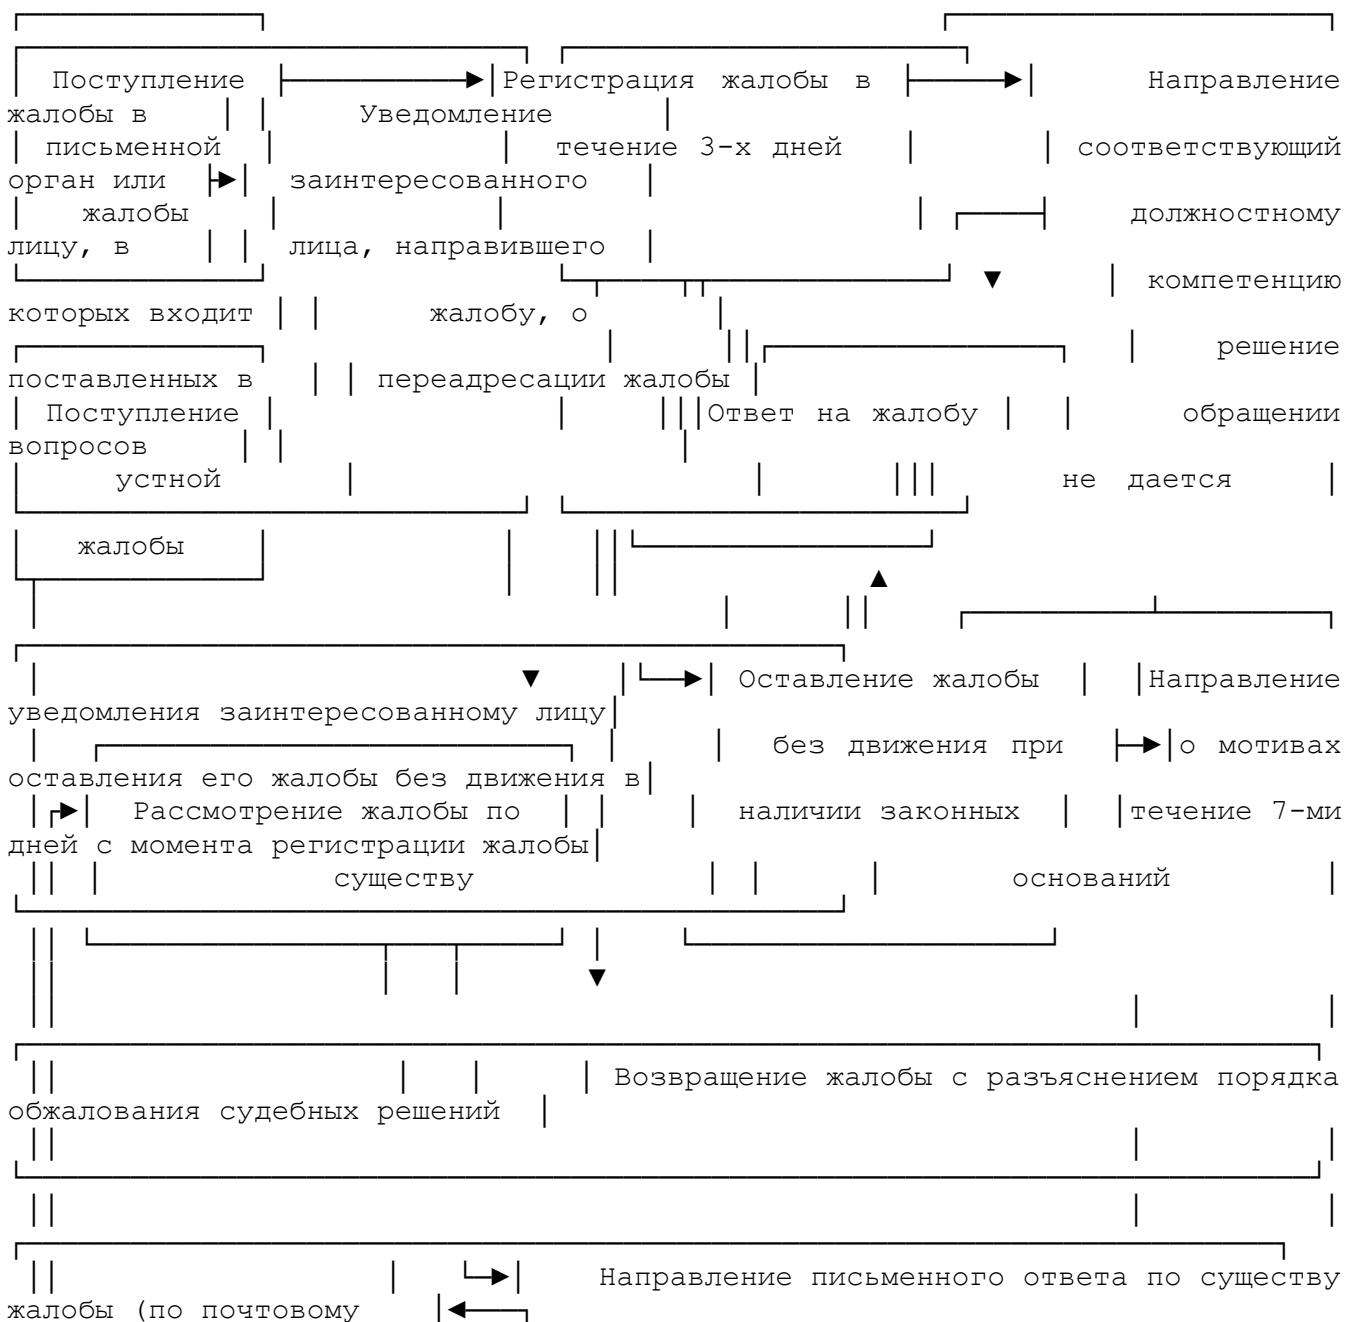 Поступление Регистрация жалобы в Направление
жалобы в Уведомление
письменной течение 3-х дней соответствующий
орган или заинтересованного
жалобы должностному
лицу, в лица, направившего
компетенцию
которых входит жалобу, о
решение
поставленных в переадресации жалобы
Поступление Ответ на жалобу обращении
вопросов
устной не дается
жалобы
Оставление жалобы Направление
уведомления заинтересованному лицу
без движения при о мотивах
оставления его жалобы без движения в
Рассмотрение жалобы по наличии законных течение 7-ми
дней с момента регистрации жалобы
существу оснований
Возвращение жалобы с разъяснением порядка
обжалования судебных решений
Направление письменного ответа по существу
жалобы (по почтовому